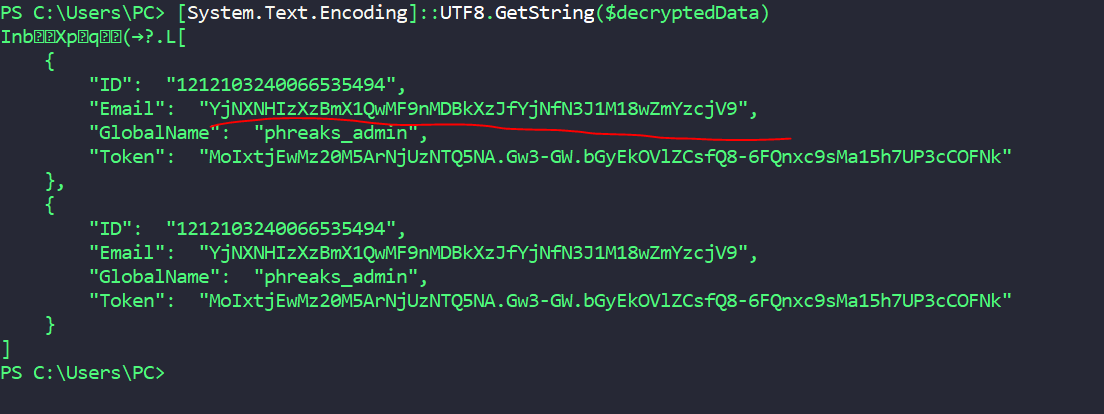 PS C:\Users\PC> [System.Text.Encoding]::UTF8.GetString($decryptedData)
Inb Xp q (→?.L[
{
"ID": "1212103240066535494",
"Email": "YjNXNHIzXzBmX1QwMF9nMDBkXzJfYjNfN3J1M18wZmYzcjV9",
"GlobalName": "phreaks_admin",
"Token": "MoIxtjEwMz20M5ArNjUzNTQ5NA.Gw3-GW.bGyEkOVlZCsfQ8-6FQnxc9sMa15h7UP3cCOFNk"
},
{
"ID": "1212103240066535494",
"Email": "YjNXNHIzXzBmX1QwMF9nMDBkXzJfYjNfN3J1M18wZmYzcjV9",
"GlobalName": "phreaks_admin",
"Token": "MoIxtjEwMz20M5ArNjUzNTQ5NA.Gw3-GW.bGyEkOVlZCsfQ8-6FQnxc9sMa15h7UP3cCOFNk"
}
]
PS C:\Users\PC>